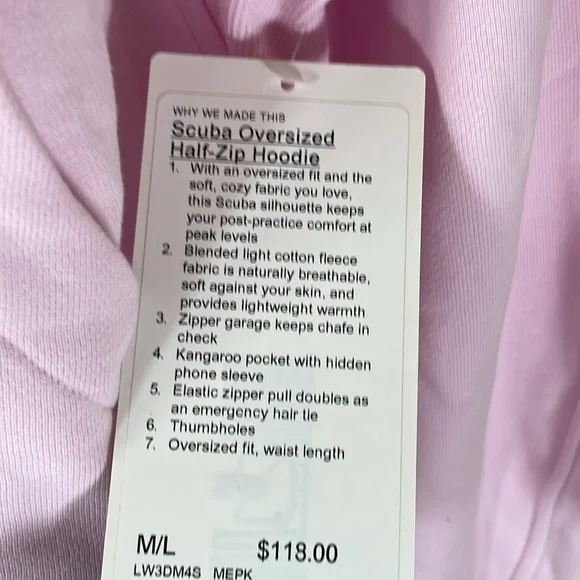 WHY WE MADE THIS
Scuba Oversized
Half-Zip Hoodie
1. With an oversized fit and the
soft, cozy fabric you love,
this Scuba silhouette keeps
your post-practice comfort at
peak levels
2. Blended light cotton fleece
fabric is naturally breathable,
soft against your skin, and
provides lightweight warmth
3. Zipper garage keeps chafe in
check
4. Kangaroo pocket with hidden
phone sleeve
5. Elastic zipper pull doubles as
an emergency hair tie
6. Thumbholes
7. Oversized fit, waist length
M/L $118.00
LW3DM4S MEPK